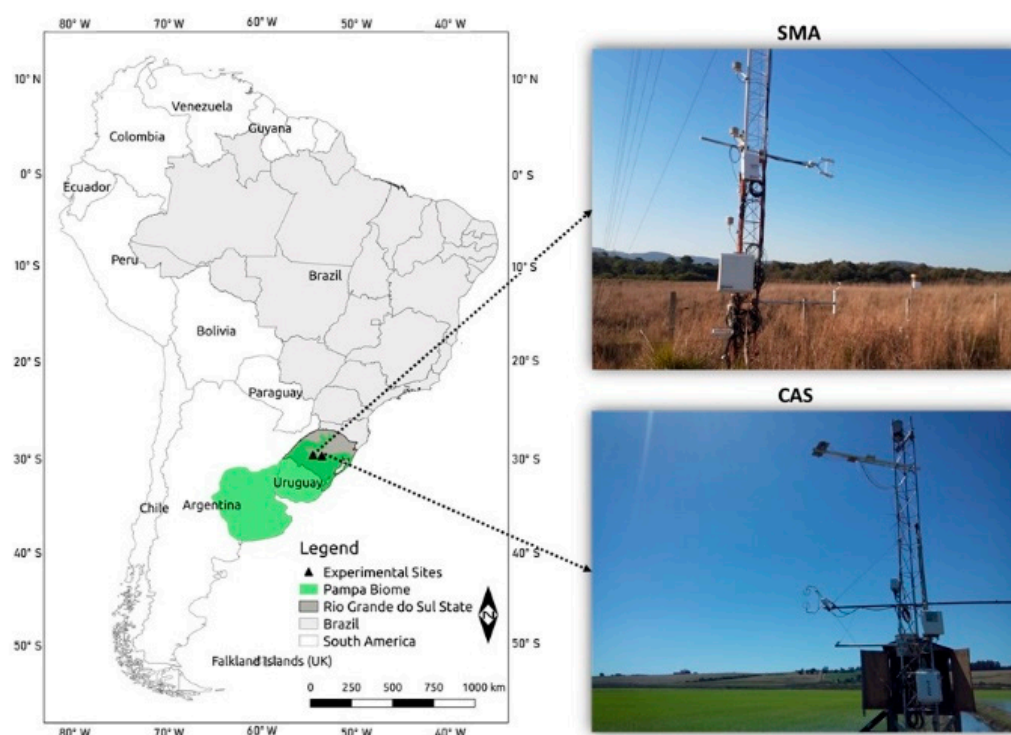 80° W 70° W 60° W 50° W 40° W
SMA
10° N
10° N
Venezuela
Guyana
Colombia
0° S
0° S
Ecuador
Peru
Brazil
10° S
10° S
Bolivia
20° S
20° S
Paraguay
CAS
30° S
30° S
Uruguay
Argentina
Chile
40° S
40° S
Legend
Experimental Sites
Pampa Biome
Rio Grande do Sul State
Brazil
South America
N
50° S
50° S
Falkland Islands (UK)
0 250 500 750 1000 km
80° W 70° W 60° W 50° W 40° W